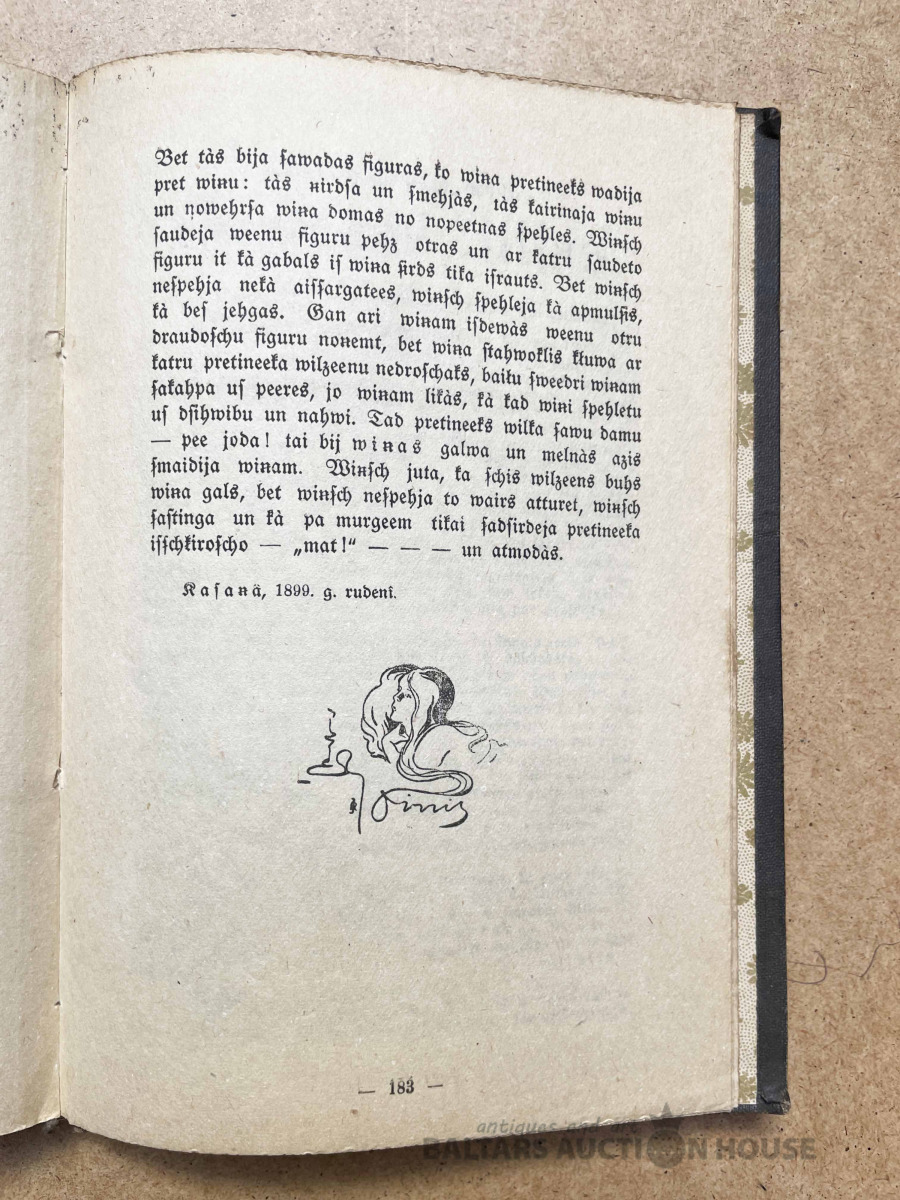 Bet tàs bija ſawadas figuras, ko wiņa pretineeks wadija
pret wiņu: tàs ņirdſa un ſmehjàs, tàs kairinaja wiņu
un nowehrſa wiņa domas no nopeetnas ſpehles. Wiņſch
ſaudeja weenu figuru pehz otras un ar katru ſaudeto
figuru it kà gabals iſ wiņa ſirds tika iſrauts. Bet wiņſch
neſpehja nekà aiſſargatees, wiņſch ſpehleja kà apmulſis,
kà beſ jehgas. Gan ari wiņam iſdewàs weenu otru
draudoſchu figuru noņemt, bet wiņa ſtahwoklis kļuwa ar
katru pretineeka wilzeenu nedroſchaks, baiļu ſweedri wiņam
ſakahpa uſ peeres, jo wiņam likàs, kà kad wiņi ſpehletu
uſ dſihwibu un nahwi. Tad pretineeks wilka ſawu damu
— pee joda! tai bij wiņas galwa un melnàs azis
ſmaidija wiņam. Wiņſch juta, ka ſchis wilzeens buhs
wiņa gals, bet wiņſch neſpehja to wairs atturet, wiņſch
ſaſtinga un kà pa murgeem tikai ſadſirdeja pretineeka
iſſchķiroſcho — „mat!“ — — — un atmodàs.
Kaſaņâ, 1899. g. rudenî.
Finis
— 183 —
antiques and
BALTARS AUCTION HOUSE